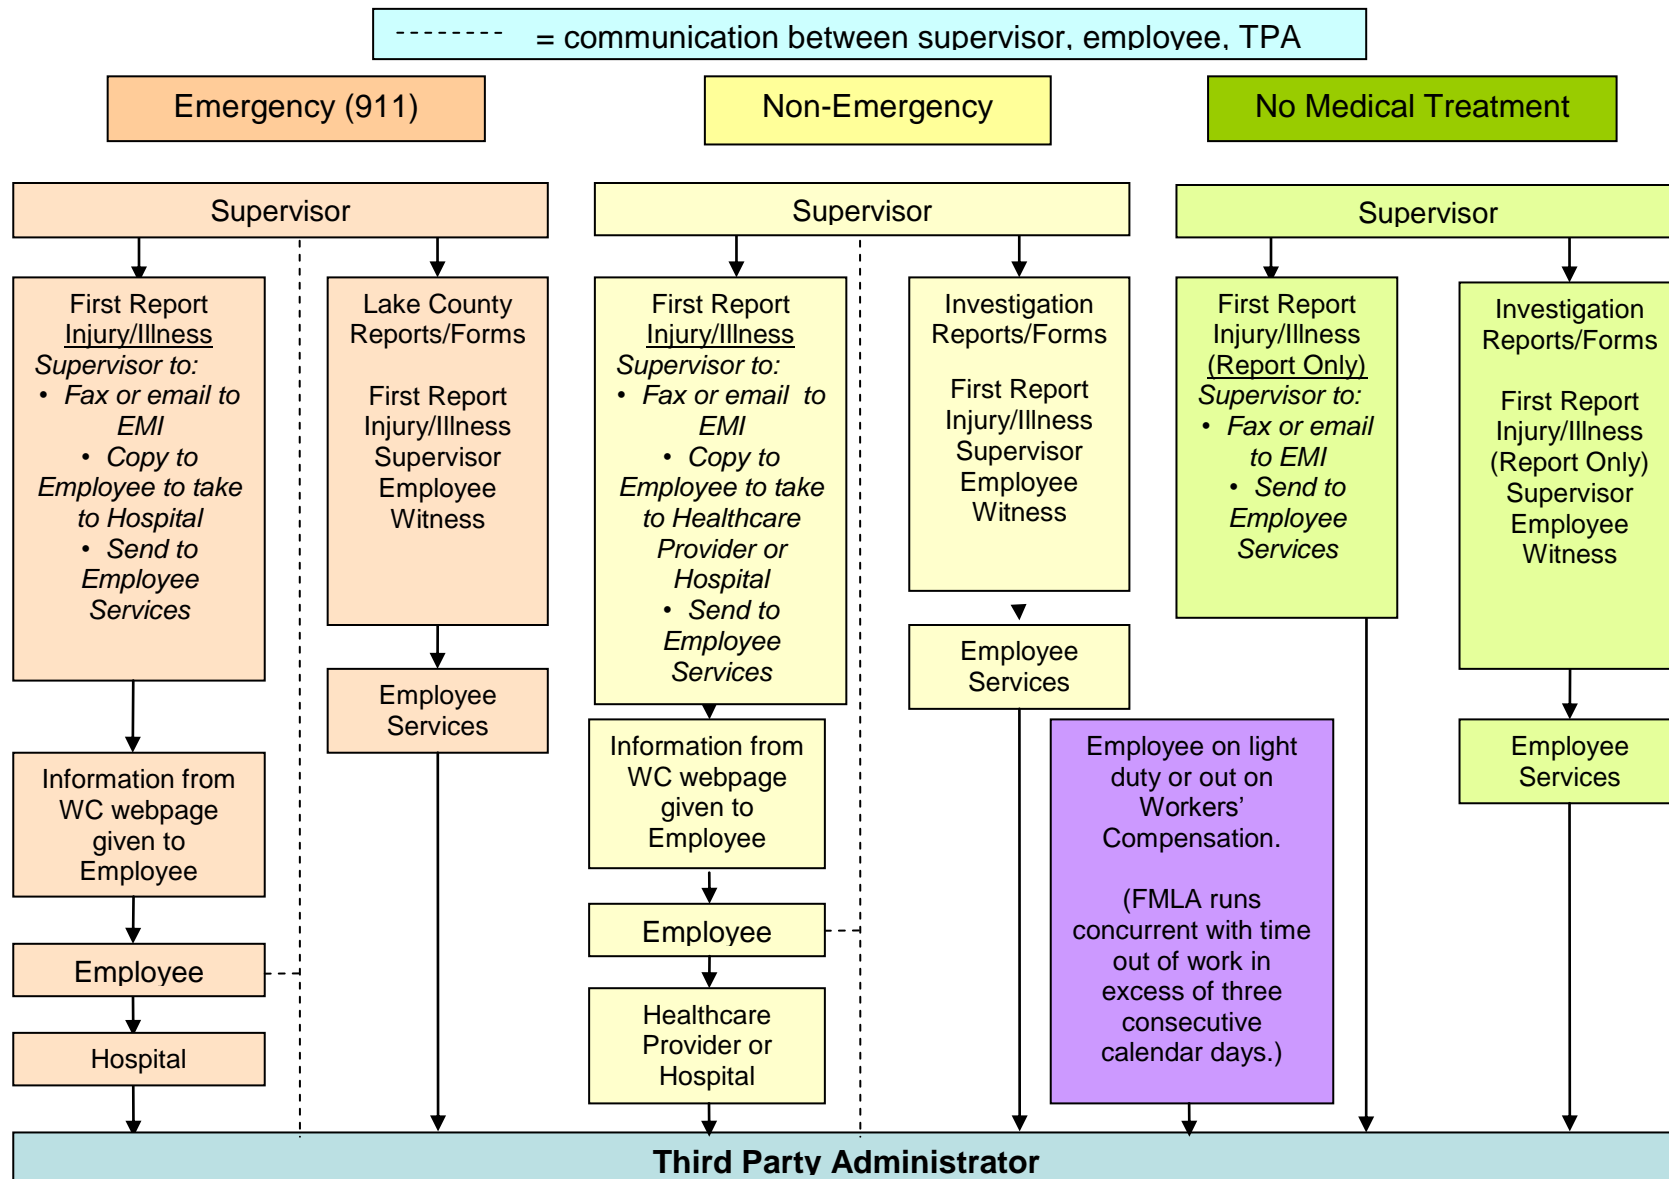 -------- = communication between supervisor, employee, TPA
Emergency (911)
Non-Emergency
No Medical Treatment
Supervisor
First Report
Injury/Illness
Supervisor to:
• Fax or email to
EMI
• Copy to
Employee to take
to Hospital
• Send to
Employee
Services
Information from
WC webpage
given to
Employee
Employee
Hospital
Lake County
Reports/Forms
First Report
Injury/Illness
Supervisor
Employee
Witness
Employee
Services
Supervisor
First Report
Injury/Illness
Supervisor to:
• Fax or email to
EMI
• Copy to
Employee to take
to Healthcare
Provider or
Hospital
• Send to
Employee
Services
Information from
WC webpage
given to
Employee
Employee
Healthcare
Provider or
Hospital
Investigation
Reports/Forms
First Report
Injury/Illness
Supervisor
Employee
Witness
Employee
Services
Employee on light
duty or out on
Workers’
Compensation.
(FMLA runs
concurrent with time
out of work in
excess of three
consecutive
calendar days.)
Supervisor
First Report
Injury/Illness
(Report Only)
Supervisor to:
• Fax or email
to EMI
• Send to
Employee
Services
Investigation
Reports/Forms
First Report
Injury/Illness
(Report Only)
Supervisor
Employee
Witness
Employee
Services
Third Party Administrator